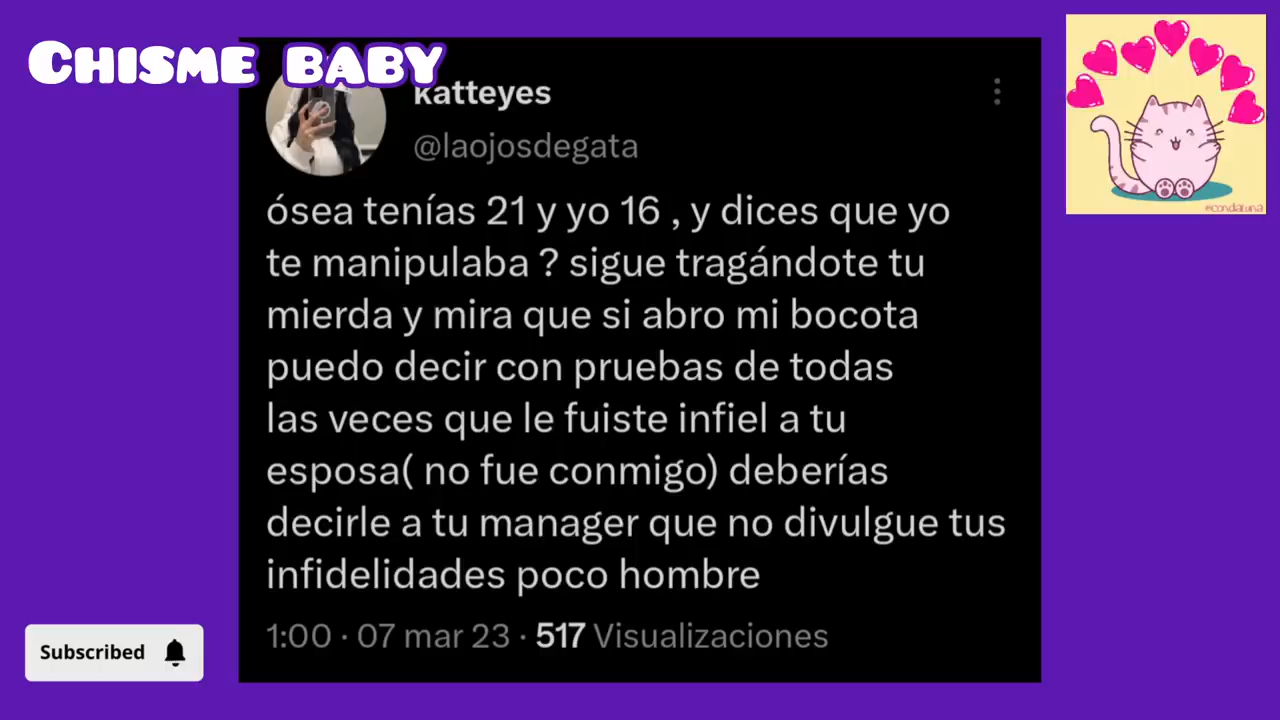 CHISME BABY
katteyes
@laojosdegata
ósea tenías 21 y yo 16 , y dices que yo
te manipulaba ? sigue tragándote tu
mierda y mira que si abro mi bocota
puedo decir con pruebas de todas
las veces que le fuiste infiel a tu
esposa( no fue conmigo) deberías
decirle a tu manager que no divulgue tus
infidelidades poco hombre
1:00 · 07 mar 23 · 517 Visualizaciones
Subscribed